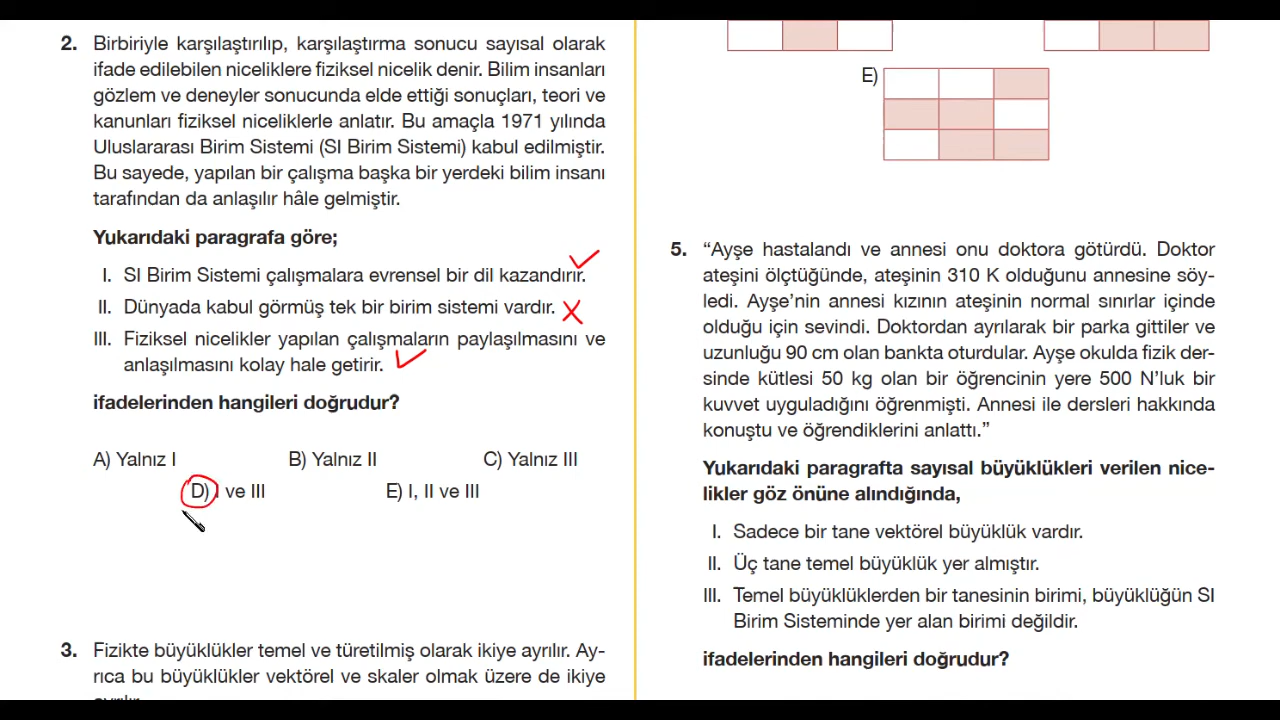 2. Birbiriyle karşılaştırılıp, karşılaştırma sonucu sayısal olarak
ifade edilebilen niceliklere fiziksel nicelik denir. Bilim insanları
gözlem ve deneyler sonucunda elde ettiği sonuçları, teori ve
kanunları fiziksel niceliklerle anlatır. Bu amaçla 1971 yılında
Uluslararası Birim Sistemi (SI Birim Sistemi) kabul edilmiştir.
Bu sayede, yapılan bir çalışma başka bir yerdeki bilim insanı
tarafından da anlaşılır hâle gelmiştir.
Yukarıdaki paragrafa göre;
I. SI Birim Sistemi çalışmalara evrensel bir dil kazandırır.
II. Dünyada kabul görmüş tek bir birim sistemi vardır.
III. Fiziksel nicelikler yapılan çalışmaların paylaşılmasını ve
anlaşılmasını kolay hale getirir.
ifadelerinden hangileri doğrudur?
A) Yalnız I B) Yalnız II C) Yalnız III
D) I ve III E) I, II ve III
3. Fizikte büyüklükler temel ve türetilmiş olarak ikiye ayrılır. Ay-
rıca bu büyüklükler vektörel ve skaler olmak üzere de ikiye
E)
5. “Ayşe hastalandı ve annesi onu doktora götürdü. Doktor
ateşini ölçtüğünde, ateşinin 310 K olduğunu annesine söy-
ledi. Ayşe’nin annesi kızının ateşinin normal sınırlar içinde
olduğu için sevindi. Doktordan ayrılarak bir parka gittiler ve
uzunluğu 90 cm olan bankta oturdular. Ayşe okulda fizik der-
sinde kütlesi 50 kg olan bir öğrencinin yere 500 N’luk bir
kuvvet uyguladığını öğrenmişti. Annesi ile dersleri hakkında
konuştu ve öğrendiklerini anlattı.”
Yukarıdaki paragrafta sayısal büyüklükleri verilen nice-
likler göz önüne alındığında,
I. Sadece bir tane vektörel büyüklük vardır.
II. Üç tane temel büyüklük yer almıştır.
III. Temel büyüklüklerden bir tanesinin birimi, büyüklüğün SI
Birim Sisteminde yer alan birimi değildir.
ifadelerinden hangileri doğrudur?